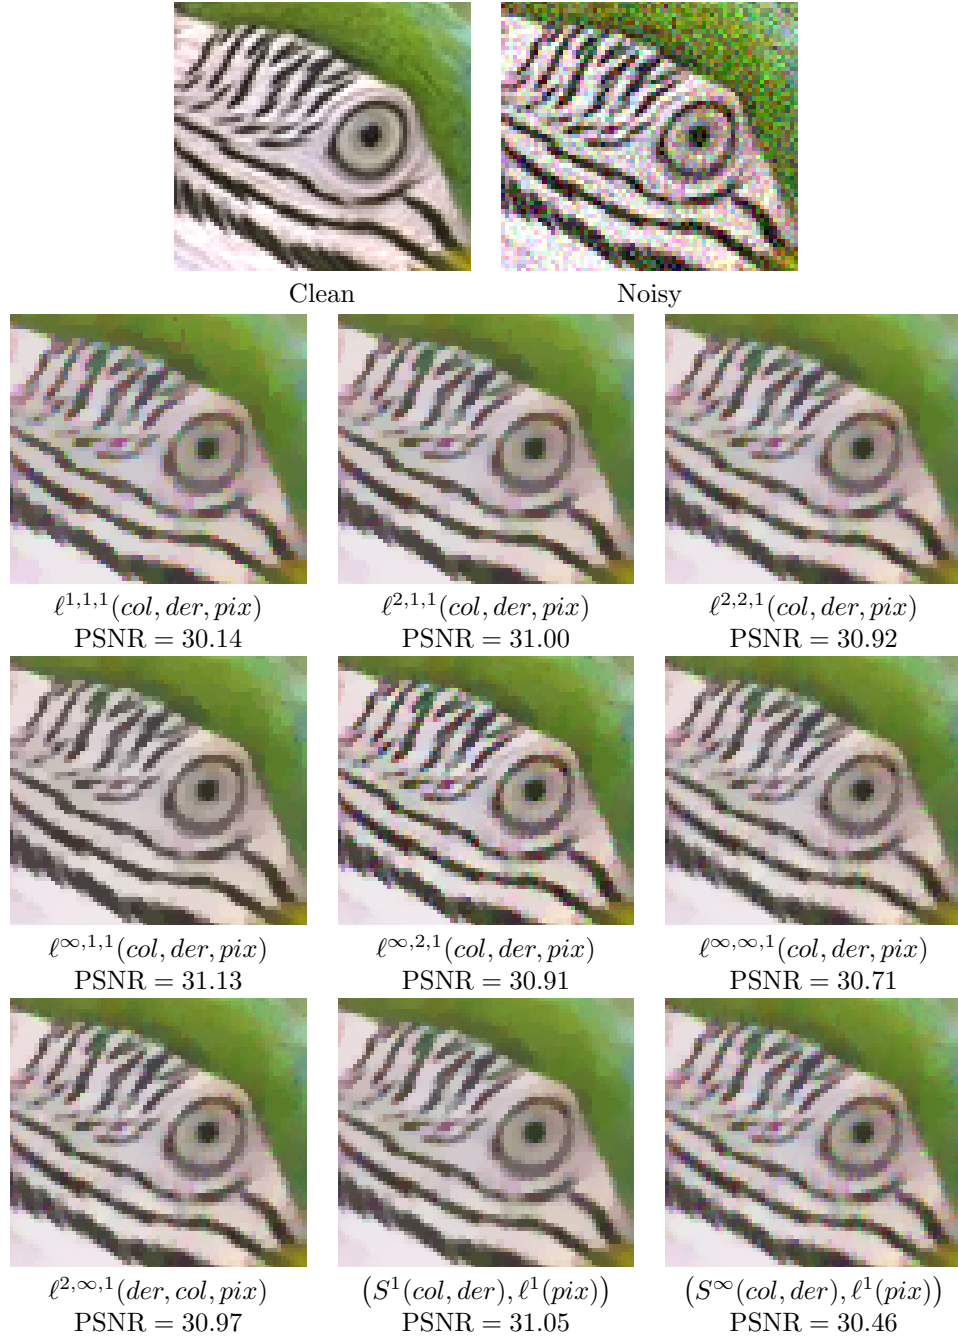 Clean
Noisy
ℓ^{1,1,1}(col, der, pix)
PSNR = 30.14
ℓ^{2,1,1}(col, der, pix)
PSNR = 31.00
ℓ^{2,2,1}(col, der, pix)
PSNR = 30.92
ℓ^{∞,1,1}(col, der, pix)
PSNR = 31.13
ℓ^{∞,2,1}(col, der, pix)
PSNR = 30.91
ℓ^{∞,∞,1}(col, der, pix)
PSNR = 30.71
ℓ^{2,∞,1}(der, col, pix)
PSNR = 30.97
(S^1(col, der), ℓ^1(pix))
PSNR = 31.05
(S^∞(col, der), ℓ^1(pix))
PSNR = 30.46